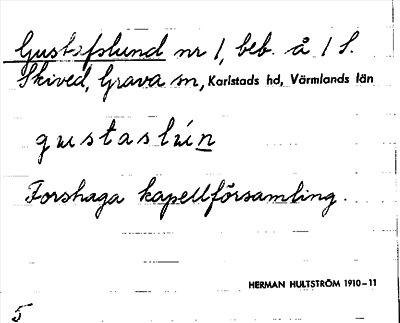 Gustafslund nr 1, beb. å 1 S.
Skived, Grava sn, Karlstads hd, Värmlands län
gustaslún
Forshaga kapellförsamling.
HERMAN HULTSTRÖM 1910-11
5